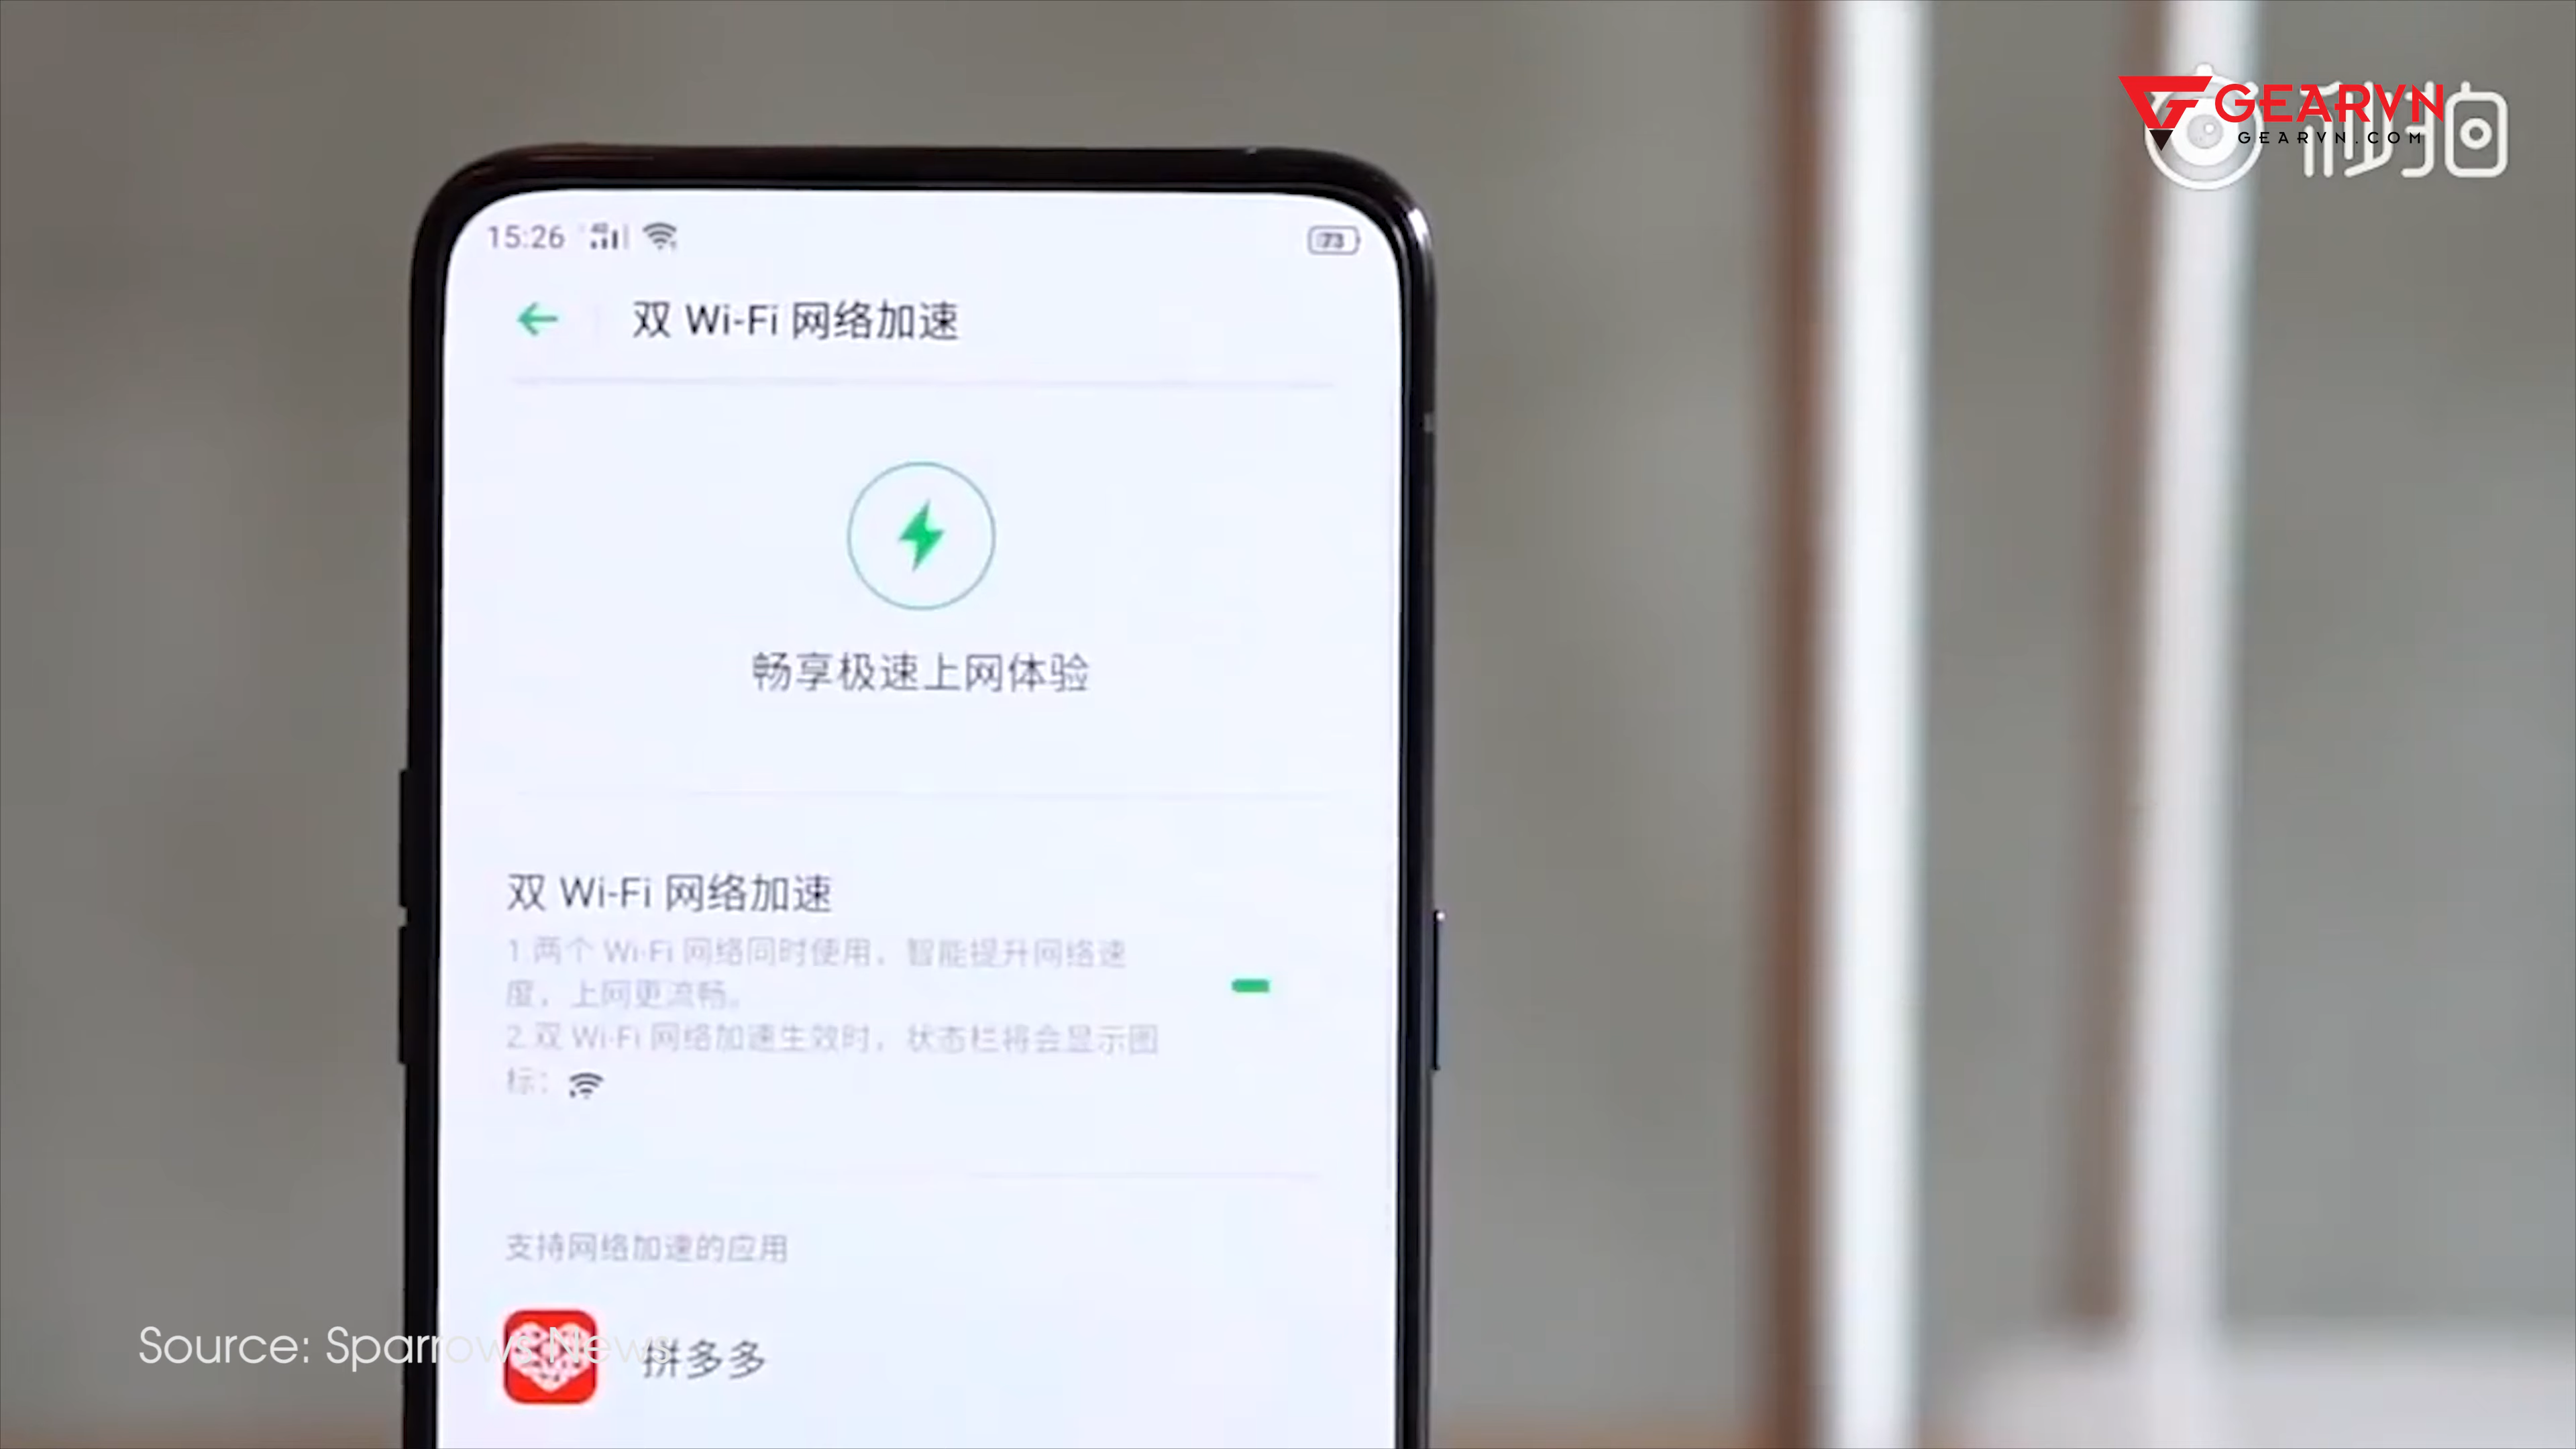 GEARVN
GEARVN.COM
秒拍
15:26
73
双 Wi-Fi 网络加速
畅享极速上网体验
双 Wi-Fi 网络加速
1.两个 Wi-Fi 网络同时使用，智能提升网络速
度，上网更流畅。
2.双 Wi-Fi 网络加速生效时，状态栏将会显示图
标：
支持网络加速的应用
拼多多
Source: Sparrows News